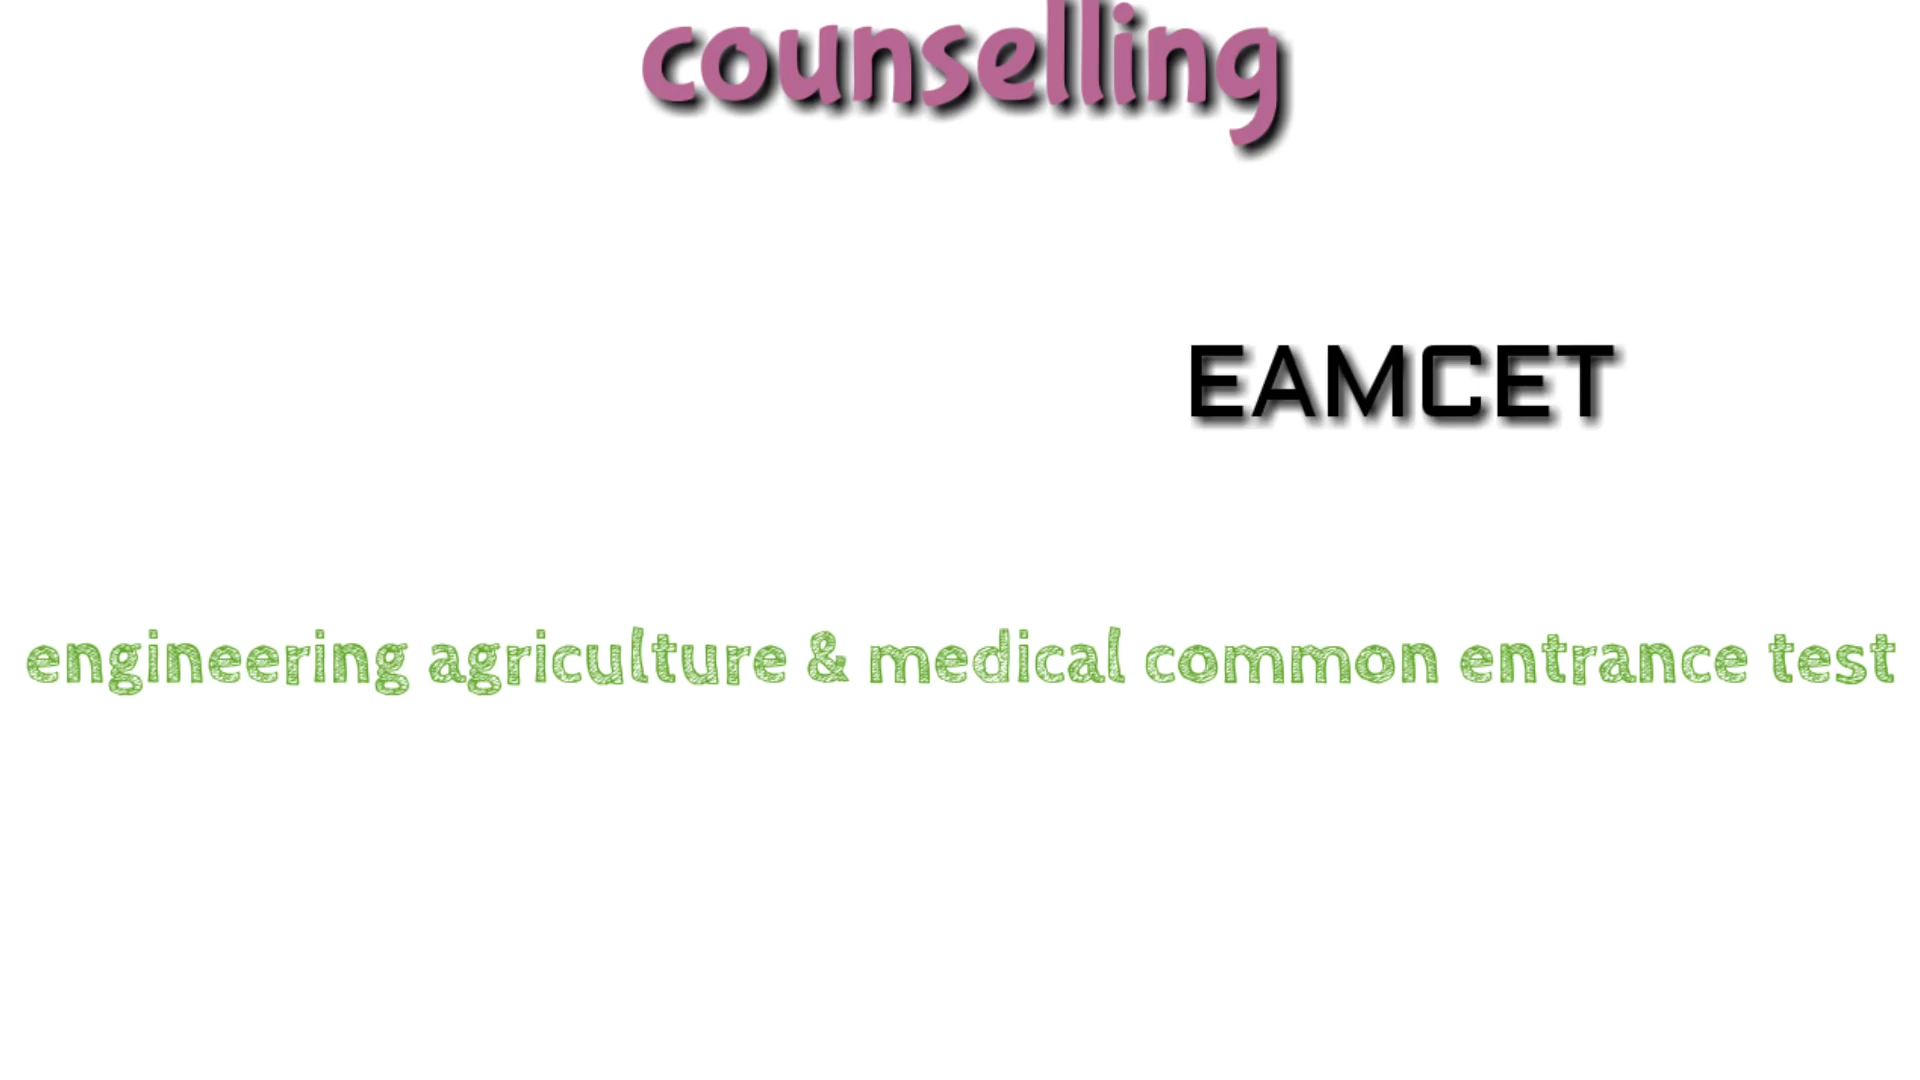 counselling
EAMCET
engineering agriculture & medical common entrance test